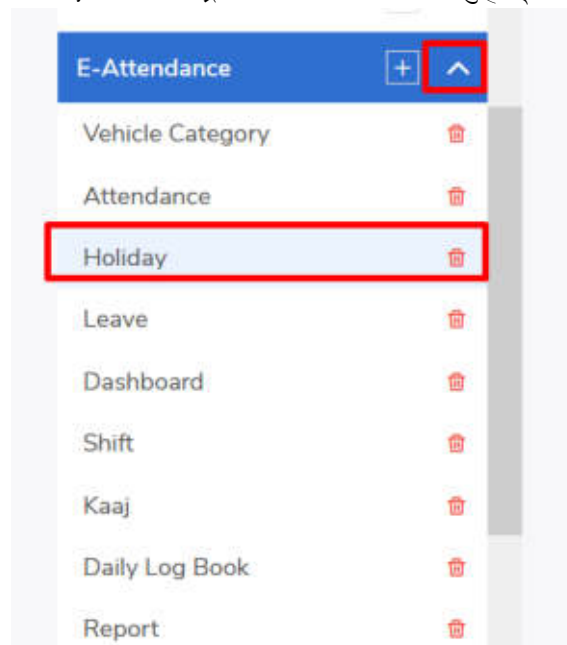 E-Attendance
Vehicle Category
Attendance
Holiday
Leave
Dashboard
Shift
Kaaj
Daily Log Book
Report